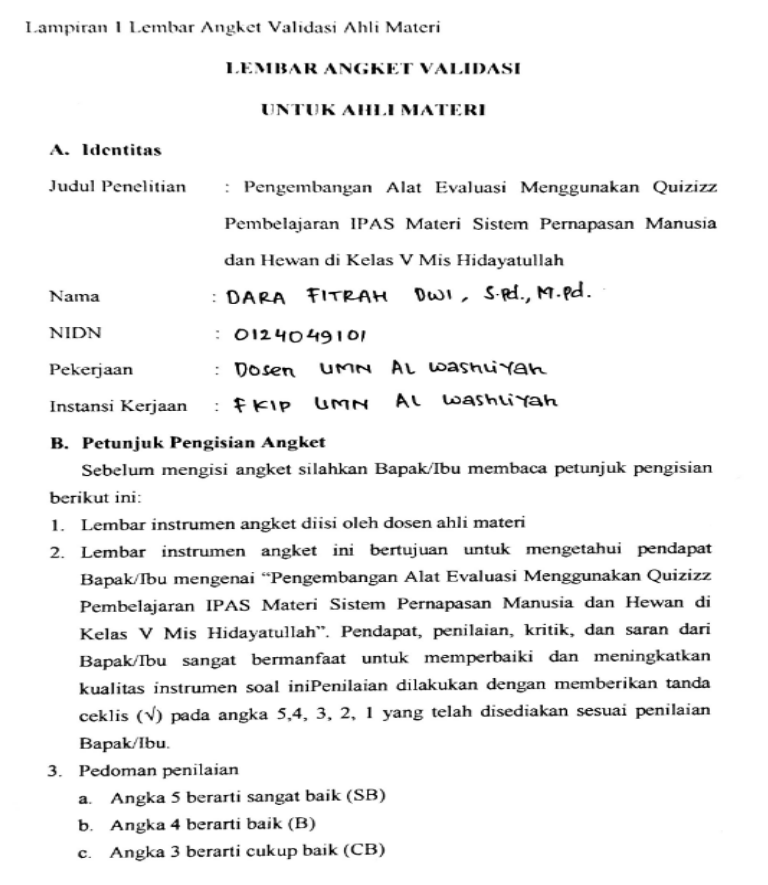 Lampiran 1 Lembar Angket Validasi Ahli Materi
LEMBAR ANGKET VALIDASI
UNTUK AHLI MATERI
A. Identitas
Judul Penelitian : Pengembangan Alat Evaluasi Menggunakan Quizizz
Pembelajaran IPAS Materi Sistem Pernapasan Manusia
dan Hewan di Kelas V Mis Hidayatullah
Nama : DARA FITRAH DWI, S.Pd., M.Pd.
NIDN : 0124049101
Pekerjaan : Dosen UMN AL washliyah
Instansi Kerjaan : FKIP UMN AL washliyah
B. Petunjuk Pengisian Angket
Sebelum mengisi angket silahkan Bapak/Ibu membaca petunjuk pengisian
berikut ini:
1. Lembar instrumen angket diisi oleh dosen ahli materi
2. Lembar instrumen angket ini bertujuan untuk mengetahui pendapat
Bapak/Ibu mengenai “Pengembangan Alat Evaluasi Menggunakan Quizizz
Pembelajaran IPAS Materi Sistem Pernapasan Manusia dan Hewan di
Kelas V Mis Hidayatullah”. Pendapat, penilaian, kritik, dan saran dari
Bapak/Ibu sangat bermanfaat untuk memperbaiki dan meningkatkan
kualitas instrumen soal iniPenilaian dilakukan dengan memberikan tanda
ceklis (√) pada angka 5,4, 3, 2, 1 yang telah disediakan sesuai penilaian
Bapak/Ibu.
3. Pedoman penilaian
a. Angka 5 berarti sangat baik (SB)
b. Angka 4 berarti baik (B)
c. Angka 3 berarti cukup baik (CB)